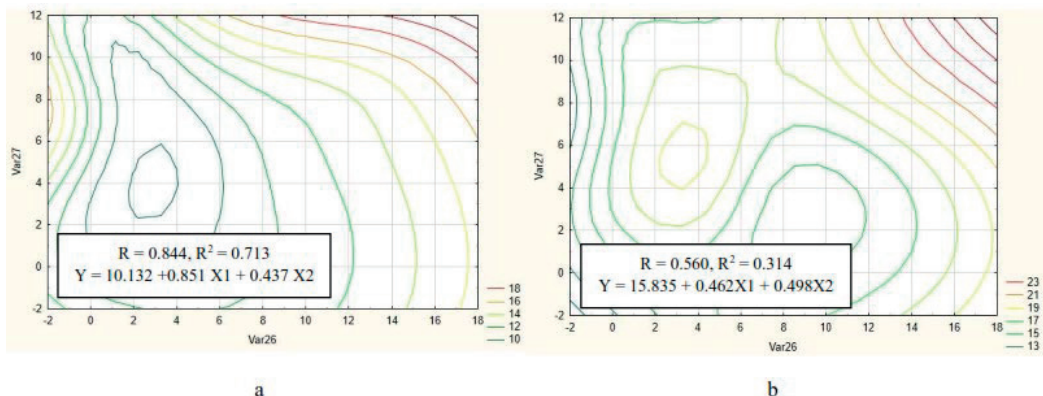 12
10
8
6
4
2
0
-2
Var27
R = 0.844, R² = 0.713
Y = 10.132 +0.851 X1 + 0.437 X2
-2 0 2 4 6 8 10 12 14 16 18
Var26
18
16
14
12
10
a
12
10
8
6
4
2
0
-2
Var27
R = 0.560, R² = 0.314
Y = 15.835 + 0.462X1 + 0.498X2
-2 0 2 4 6 8 10 12 14 16 18
Var26
23
21
19
17
15
13
b